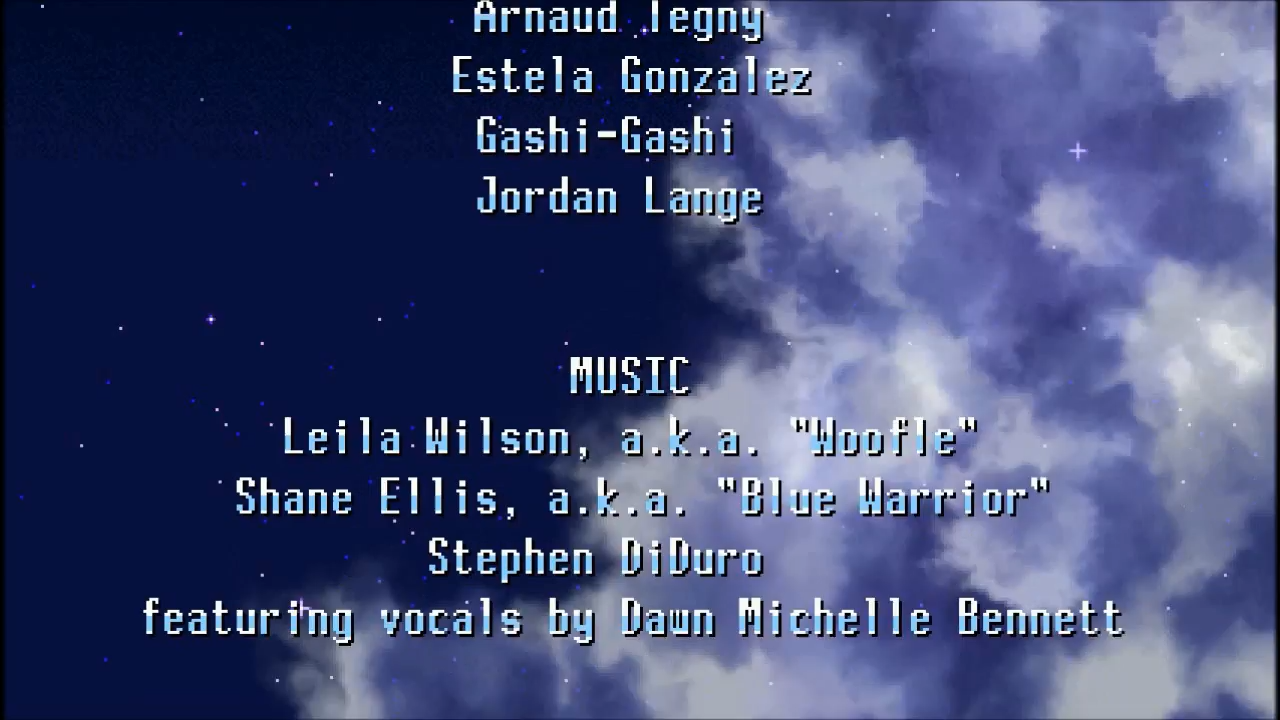 Arnaud Tegny
Estela Gonzalez
Gashi-Gashi
Jordan Lange
MUSIC
Leila Wilson, a.k.a. "Woofle"
Shane Ellis, a.k.a. "Blue Warrior"
Stephen DiDuro
featuring vocals by Dawn Michelle Bennett